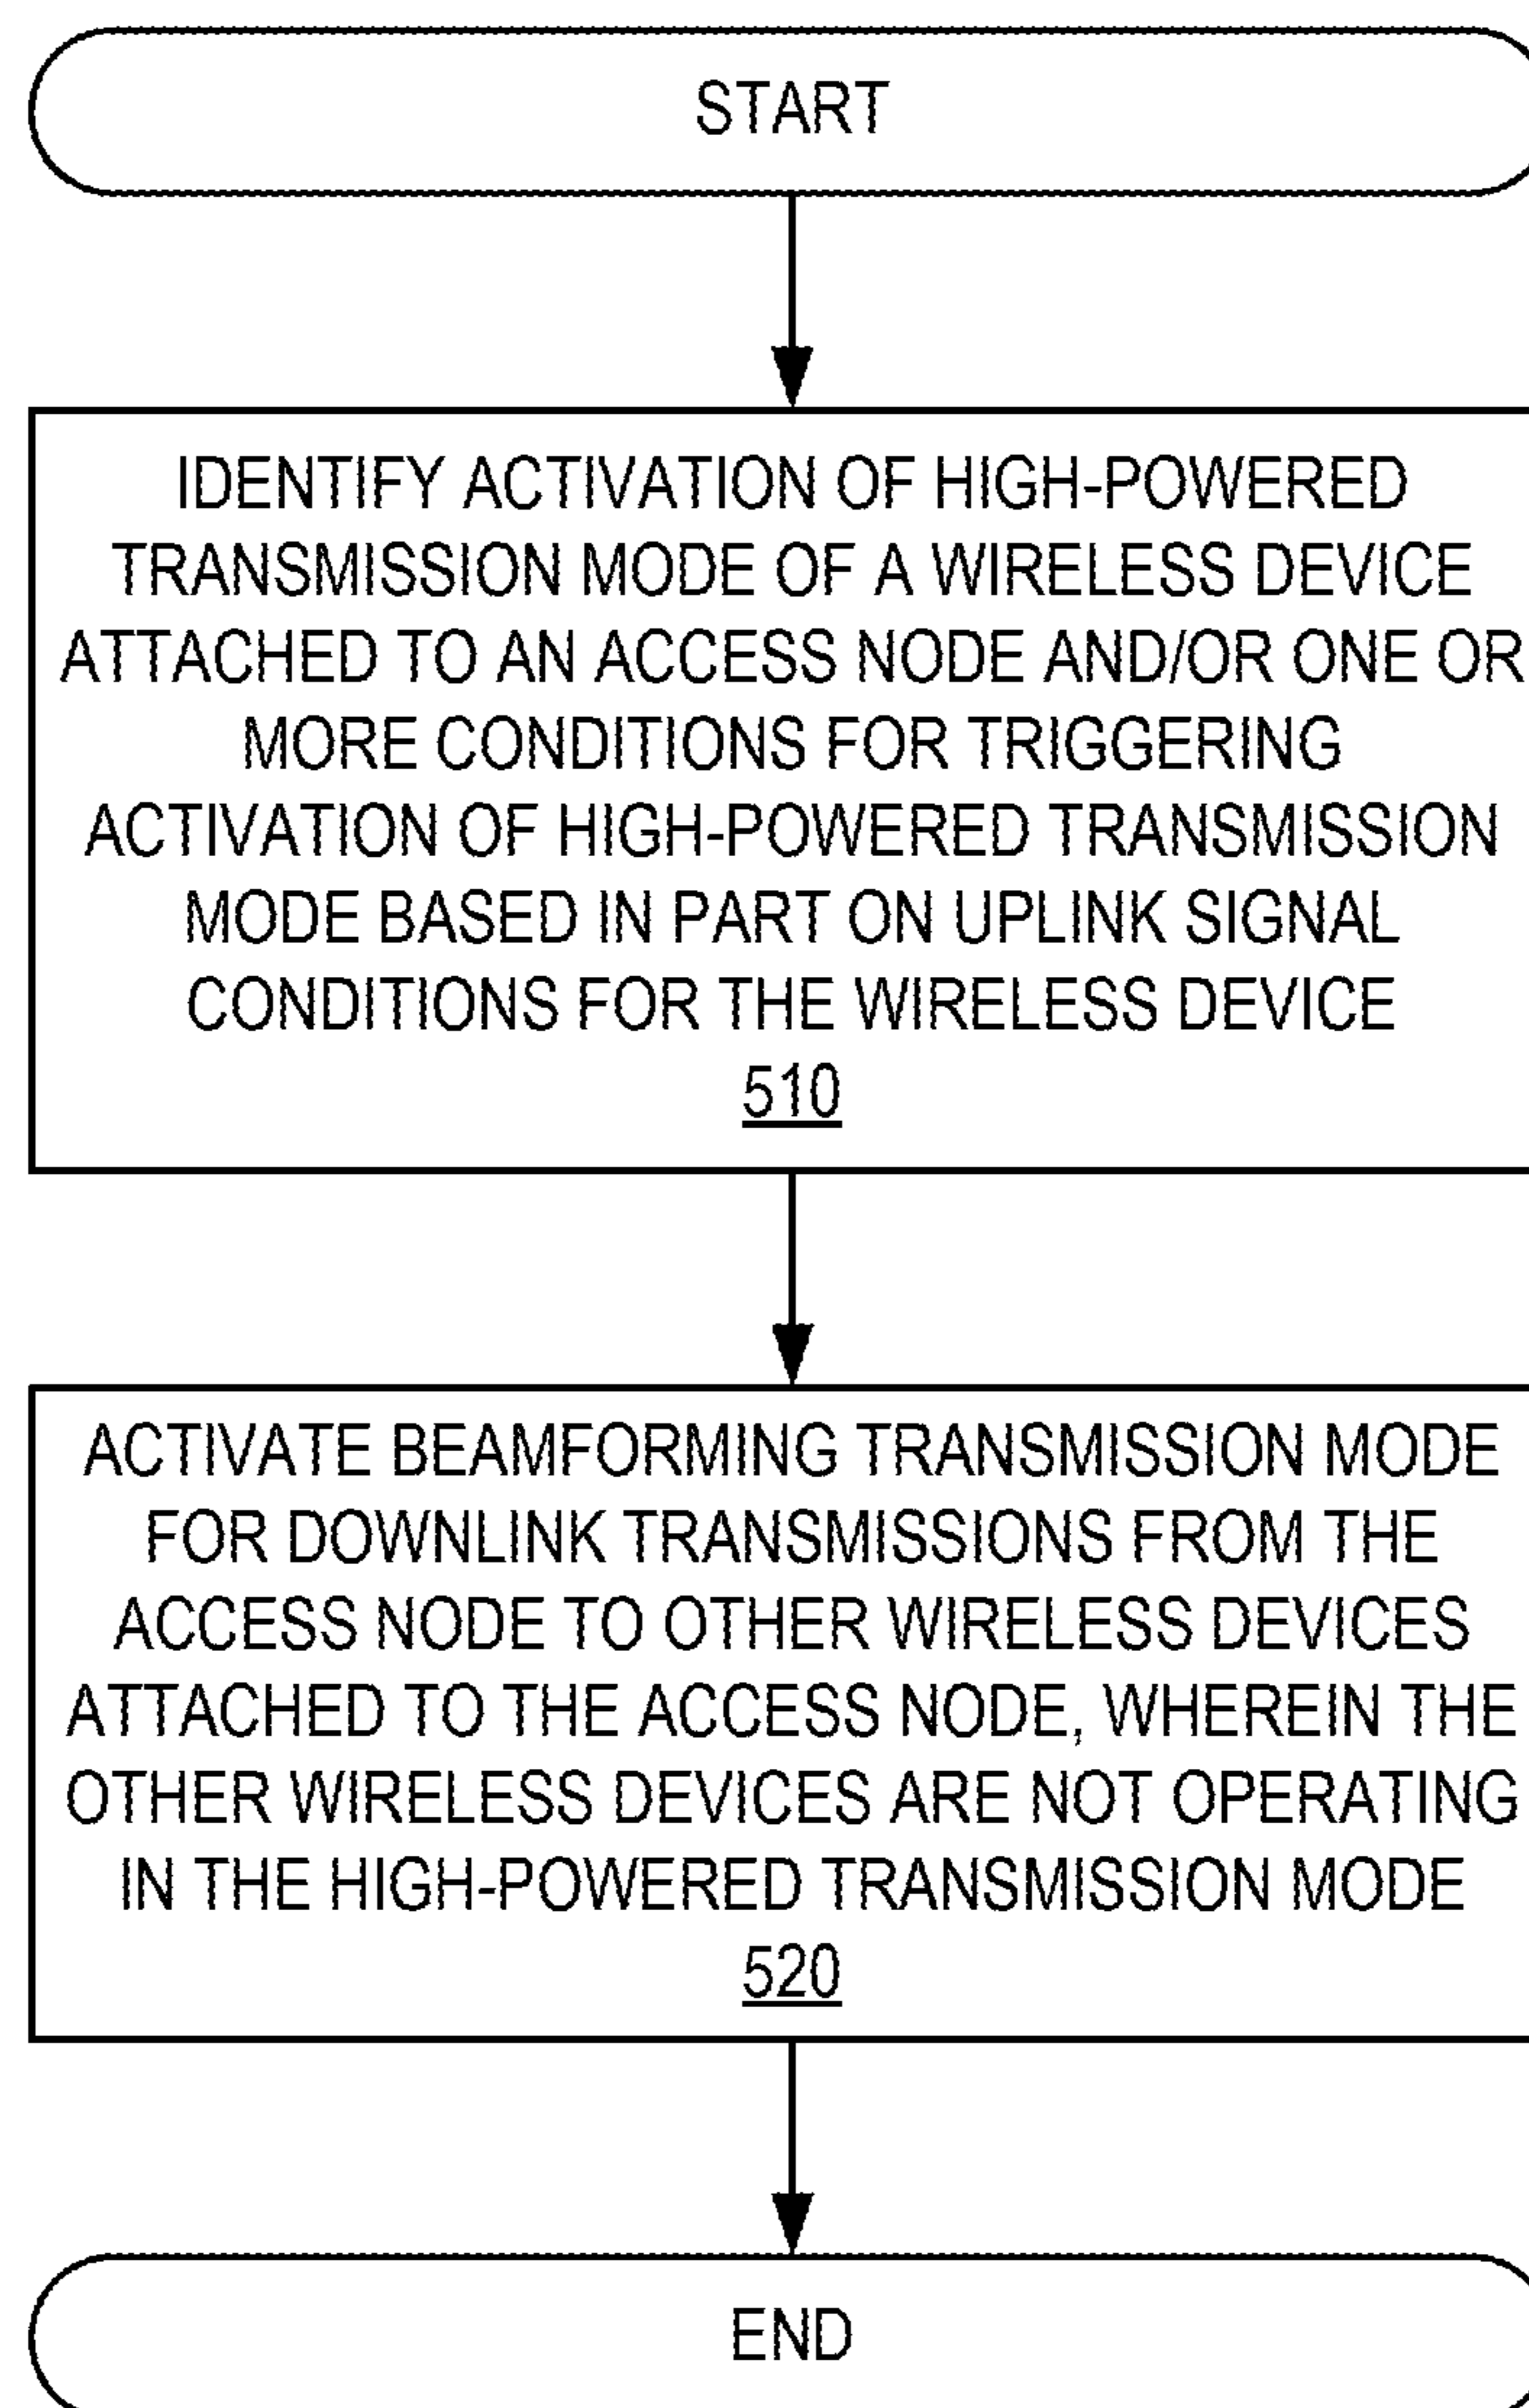 START
IDENTIFY ACTIVATION OF HIGH-POWERED
TRANSMISSION MODE OF A WIRELESS DEVICE
ATTACHED TO AN ACCESS NODE AND/OR ONE OR
MORE CONDITIONS FOR TRIGGERING
ACTIVATION OF HIGH-POWERED TRANSMISSION
MODE BASED IN PART ON UPLINK SIGNAL
CONDITIONS FOR THE WIRELESS DEVICE
510
ACTIVATE BEAMFORMING TRANSMISSION MODE
FOR DOWNLINK TRANSMISSIONS FROM THE
ACCESS NODE TO OTHER WIRELESS DEVICES
ATTACHED TO THE ACCESS NODE, WHEREIN THE
OTHER WIRELESS DEVICES ARE NOT OPERATING
IN THE HIGH-POWERED TRANSMISSION MODE
520
END